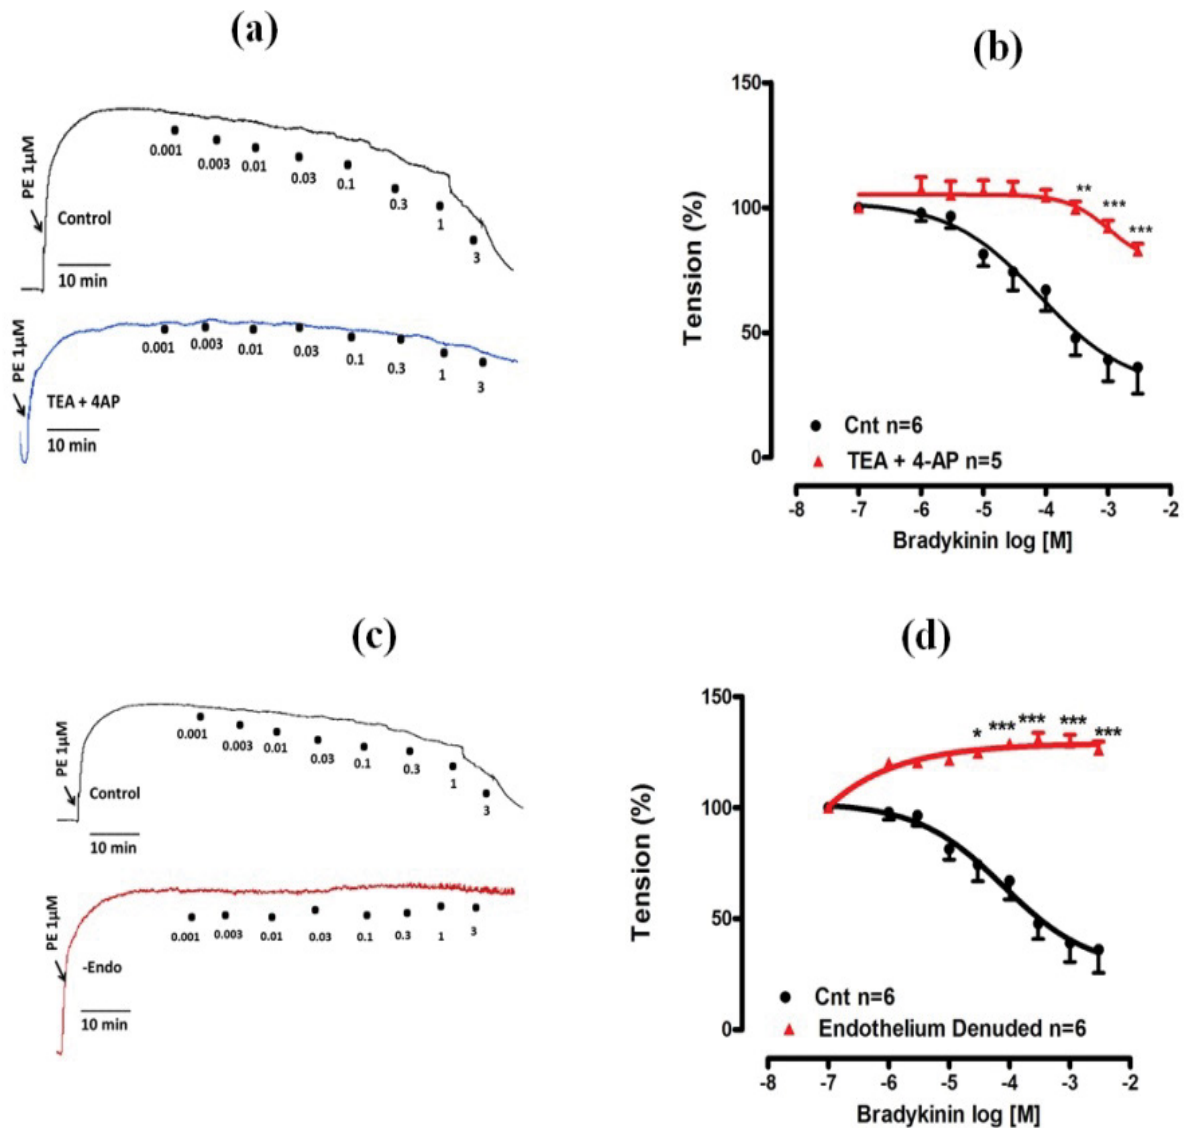 (a)
PE 1µM
Control
10 min
0.001
0.003
0.01
0.03
0.1
0.3
1
3
PE 1µM
TEA + 4AP
10 min
0.001
0.003
0.01
0.03
0.1
0.3
1
3
(b)
Tension (%)
150
100
50
0
** 
***
***
Cnt n=6
TEA + 4-AP n=5
-8 -7 -6 -5 -4 -3 -2
Bradykinin log [M]
(c)
PE 1µM
Control
10 min
0.001
0.003
0.01
0.03
0.1
0.3
1
3
PE 1µM
-Endo
10 min
0.001
0.003
0.01
0.03
0.1
0.3
1
3
(d)
Tension (%)
150
100
50
0
* *** *** *** ***
Cnt n=6
Endothelium Denuded n=6
-8 -7 -6 -5 -4 -3 -2
Bradykinin log [M]